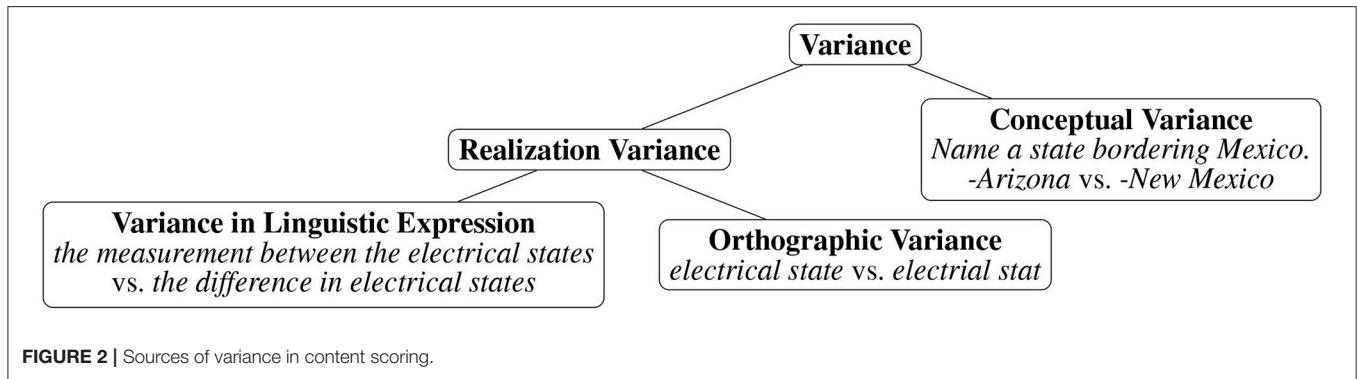 Variance
Realization Variance
Conceptual Variance
Name a state bordering Mexico.
-Arizona vs. -New Mexico
Variance in Linguistic Expression
the measurement between the electrical states
vs. the difference in electrical states
Orthographic Variance
electrical state vs. electrial stat
FIGURE 2 | Sources of variance in content scoring.